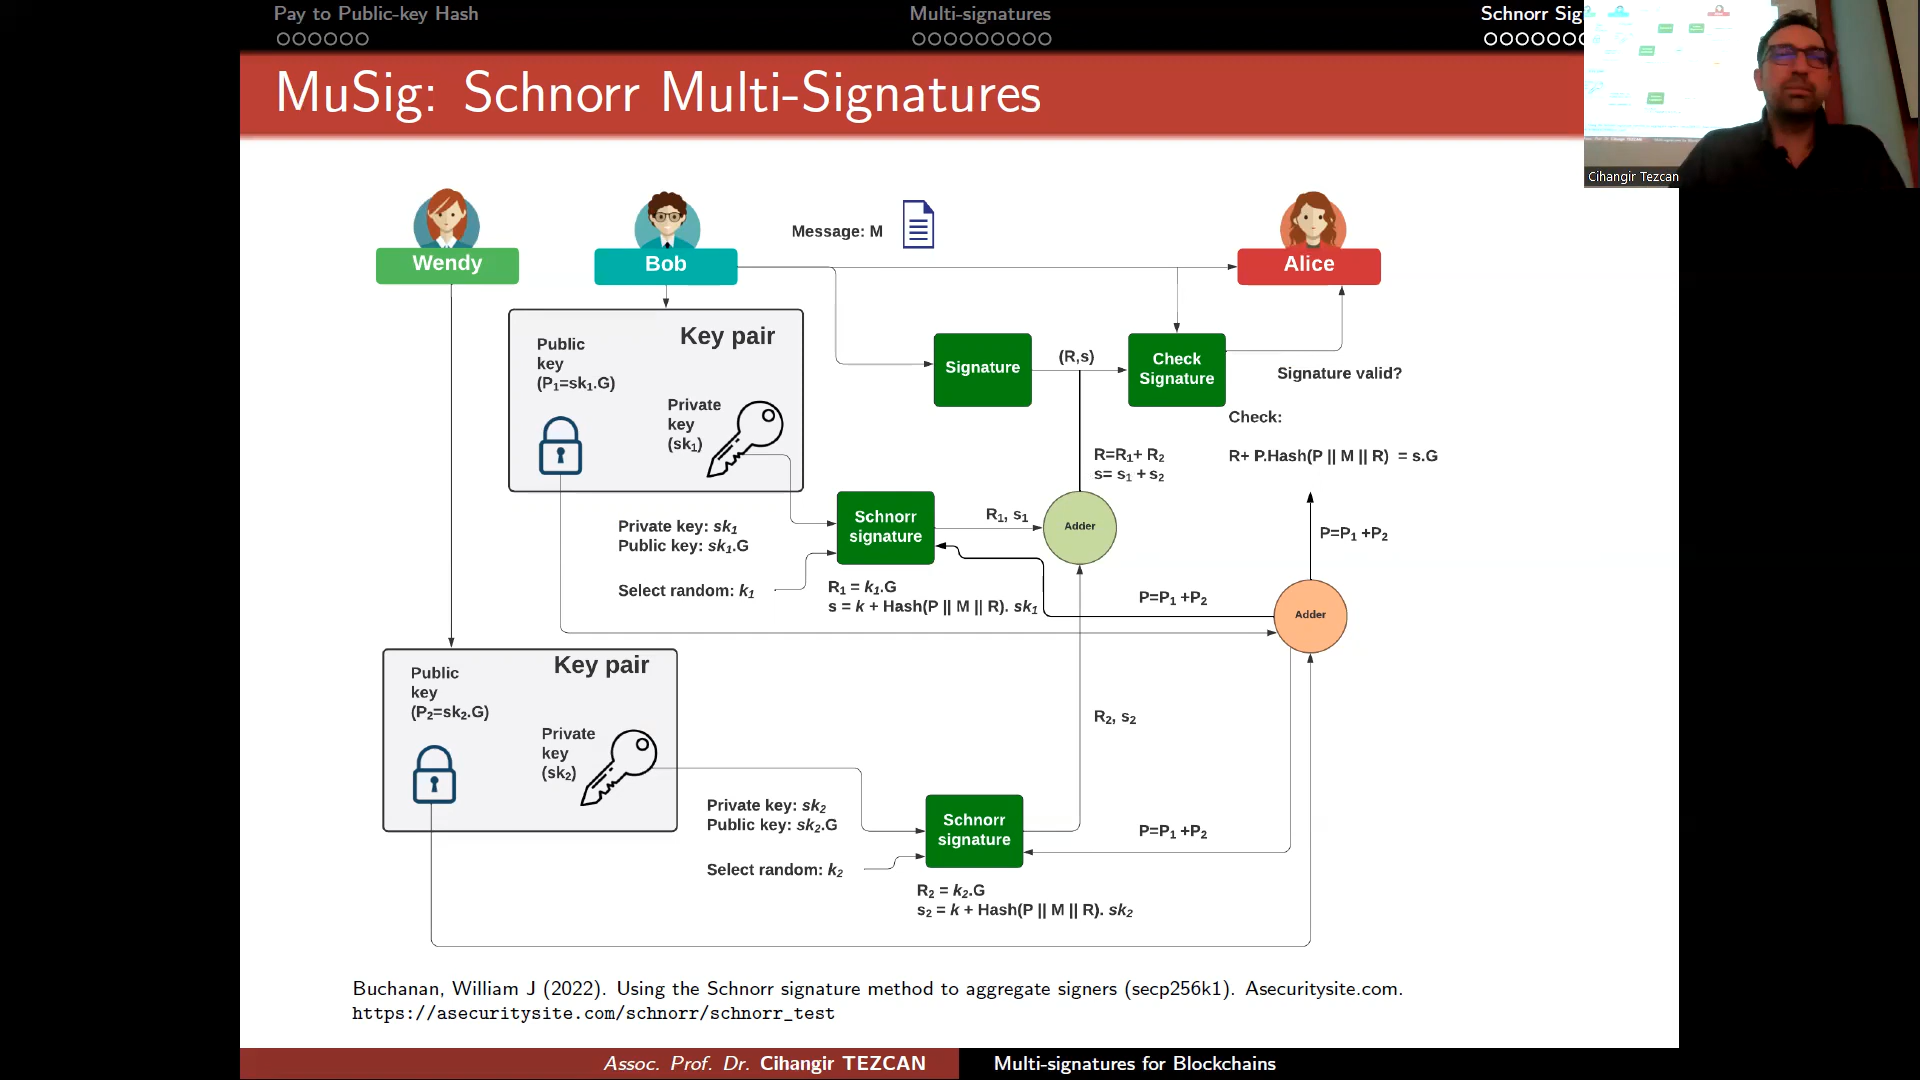 Pay to Public-key Hash
Multi-signatures
Schnorr Sig
MuSig: Schnorr Multi-Signatures
Cihangir Tezcan
Wendy
Bob
Message: M
Alice
Key pair
Public
key
(P₁=sk₁.G)
Private
key
(sk₁)
Signature
(R,s)
Check
Signature
Signature valid?
Check:
R+ P.Hash(P || M || R) = s.G
R=R₁+ R₂
s= s₁ + s₂
Private key: sk₁
Public key: sk₁.G
Select random: k₁
Schnorr
signature
R₁, s₁
Adder
R₁ = k₁.G
s = k + Hash(P || M || R). sk₁
P=P₁ +P₂
P=P₁ +P₂
Adder
Key pair
Public
key
(P₂=sk₂.G)
Private
key
(sk₂)
R₂, s₂
Private key: sk₂
Public key: sk₂.G
Select random: k₂
Schnorr
signature
P=P₁ +P₂
R₂ = k₂.G
s₂ = k + Hash(P || M || R). sk₂
Buchanan, William J (2022). Using the Schnorr signature method to aggregate signers (secp256k1). Asecuritysite.com.
https://asecuritysite.com/schnorr/schnorr_test
Assoc. Prof. Dr. Cihangir TEZCAN
Multi-signatures for Blockchains